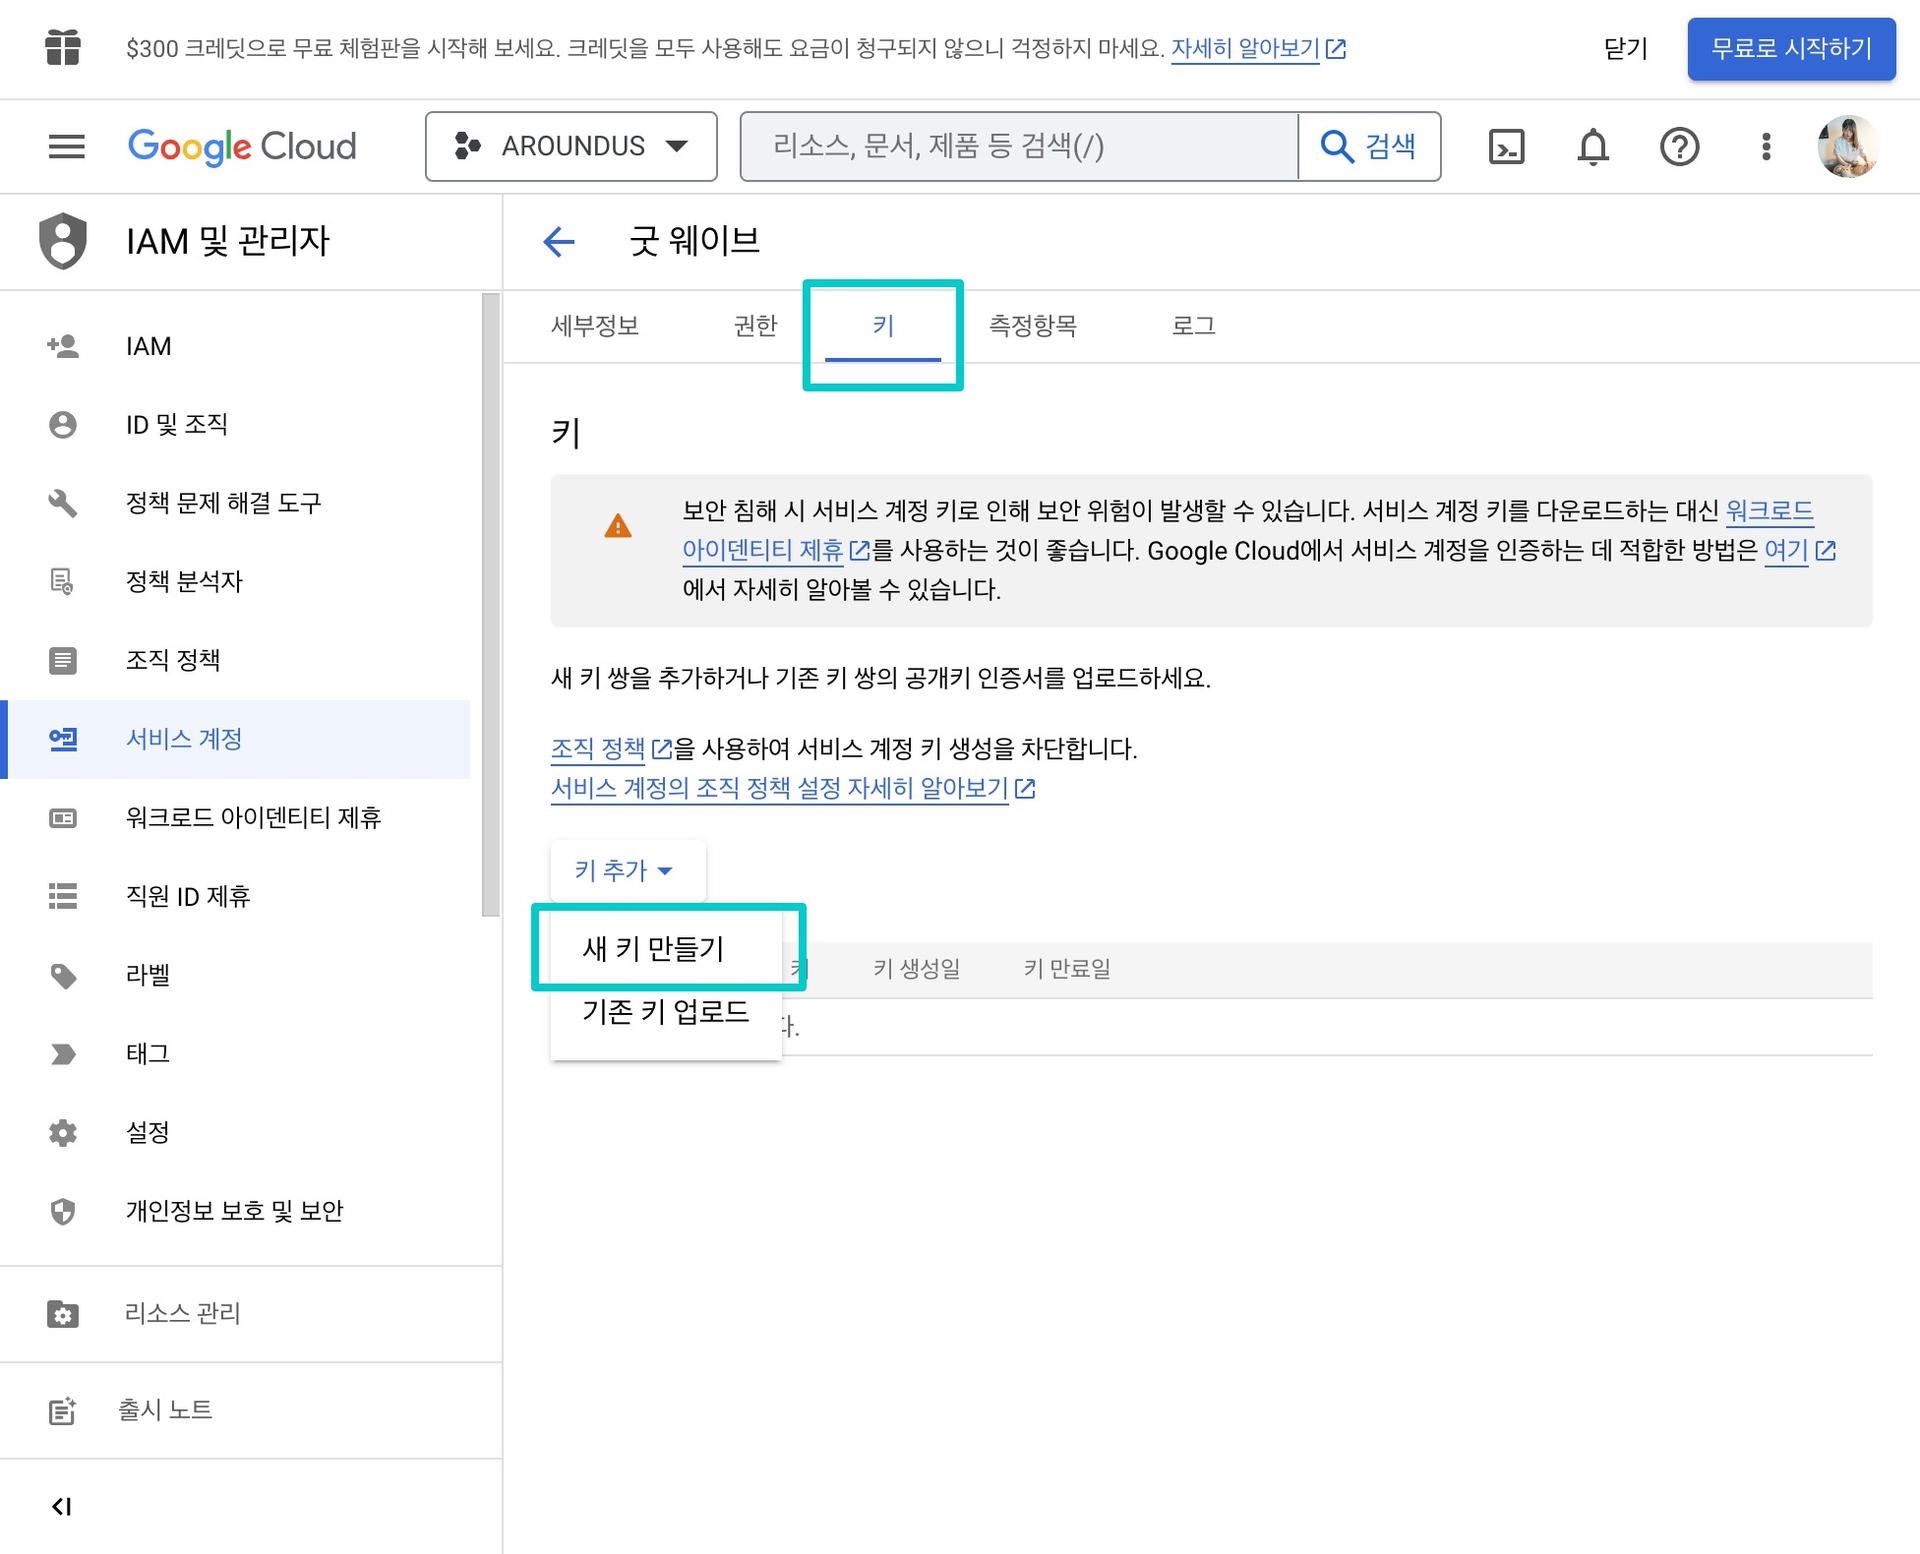 $300 크레딧으로 무료 체험판을 시작해 보세요. 크레딧을 모두 사용해도 요금이 청구되지 않으니 걱정하지 마세요. 자세히 알아보기
닫기
무료로 시작하기
Google Cloud
AROUNDUS
리소스, 문서, 제품 등 검색(/)
검색
IAM 및 관리자
IAM
ID 및 조직
정책 문제 해결 도구
정책 분석자
조직 정책
서비스 계정
워크로드 아이덴티티 제휴
직원 ID 제휴
라벨
태그
설정
개인정보 보호 및 보안
리소스 관리
출시 노트
굿 웨이브
세부정보
권한
키
측정항목
로그
키
보안 침해 시 서비스 계정 키로 인해 보안 위험이 발생할 수 있습니다. 서비스 계정 키를 다운로드하는 대신 워크로드
아이덴티티 제휴를 사용하는 것이 좋습니다. Google Cloud에서 서비스 계정을 인증하는 데 적합한 방법은 여기
에서 자세히 알아볼 수 있습니다.
새 키 쌍을 추가하거나 기존 키 쌍의 공개키 인증서를 업로드하세요.
조직 정책을 사용하여 서비스 계정 키 생성을 차단합니다.
서비스 계정의 조직 정책 설정 자세히 알아보기
키 추가
새 키 만들기
기존 키 업로드
키
키 생성일
키 만료일
다.